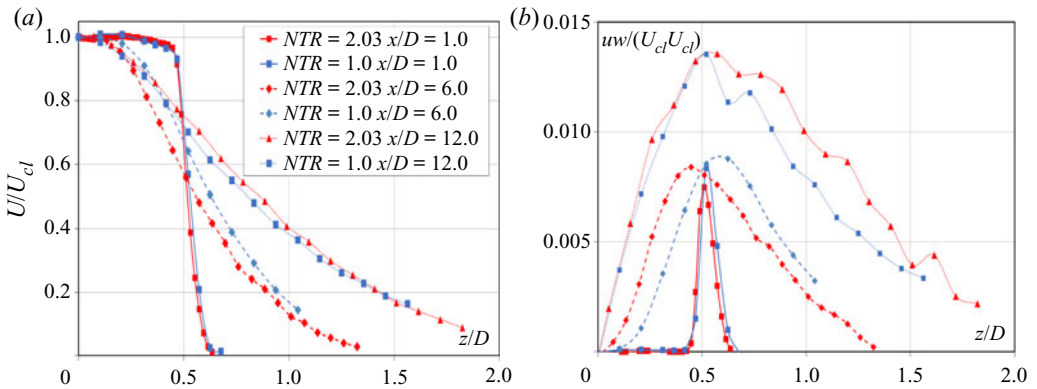 (a)
1.0
0.8
0.6
0.4
0.2
0
0.5
1.0
1.5
2.0
U/Ucl
z/D
NTR = 2.03 x/D = 1.0
NTR = 1.0 x/D = 1.0
NTR = 2.03 x/D = 6.0
NTR = 1.0 x/D = 6.0
NTR = 2.03 x/D = 12.0
NTR = 1.0 x/D = 12.0
(b)
0.015
0.010
0.005
0
0.5
1.0
1.5
2.0
uw/(UclUcl)
z/D